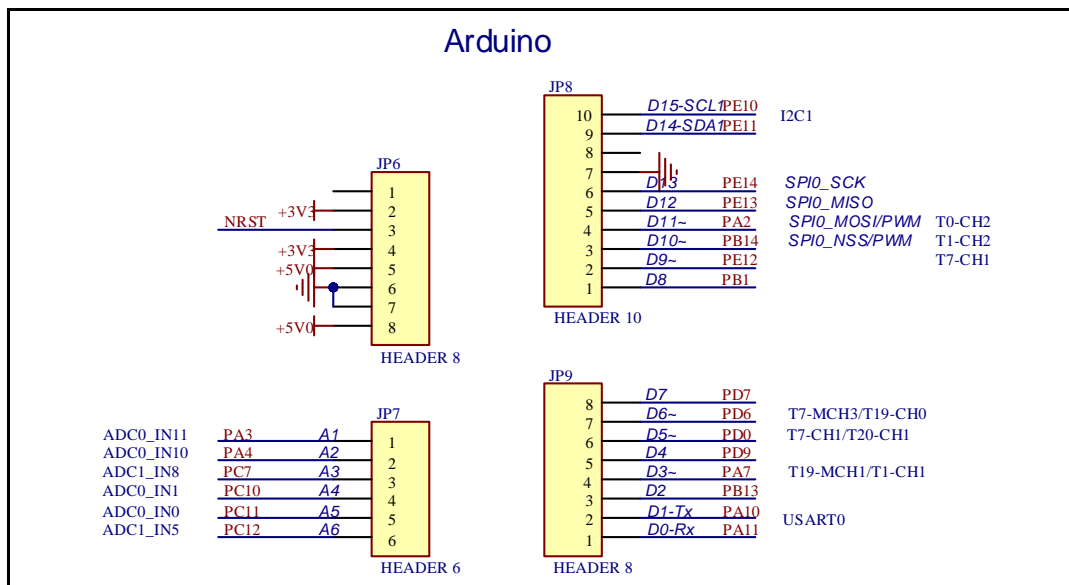 Arduino
JP6
1
+3V3 2
NRST 3
+3V3 4
+5V0 5
6
7
+5V0 8
HEADER 8
JP8
10 D15-SCL1 PE10 I2C1
9 D14-SDA1 PE11
8
7
6 D13 PE14 SPI0_SCK
5 D12 PE13 SPI0_MISO
4 D11~ PA2 SPI0_MOSI/PWM T0-CH2
3 D10~ PB14 SPI0_NSS/PWM T1-CH2
2 D9~ PE12 T7-CH1
1 D8 PB1
HEADER 10
JP7
ADC0_IN11 PA3 A1 1
ADC0_IN10 PA4 A2 2
ADC1_IN8 PC7 A3 3
ADC0_IN1 PC10 A4 4
ADC0_IN0 PC11 A5 5
ADC1_IN5 PC12 A6 6
HEADER 6
JP9
8 D7 PD7
7 D6~ PD6 T7-MCH3/T19-CH0
6 D5~ PD0 T7-CH1/T20-CH1
5 D4 PD9
4 D3~ PA7 T19-MCH1/T1-CH1
3 D2 PB13
2 D1-Tx PA10 USART0
1 D0-Rx PA11
HEADER 8